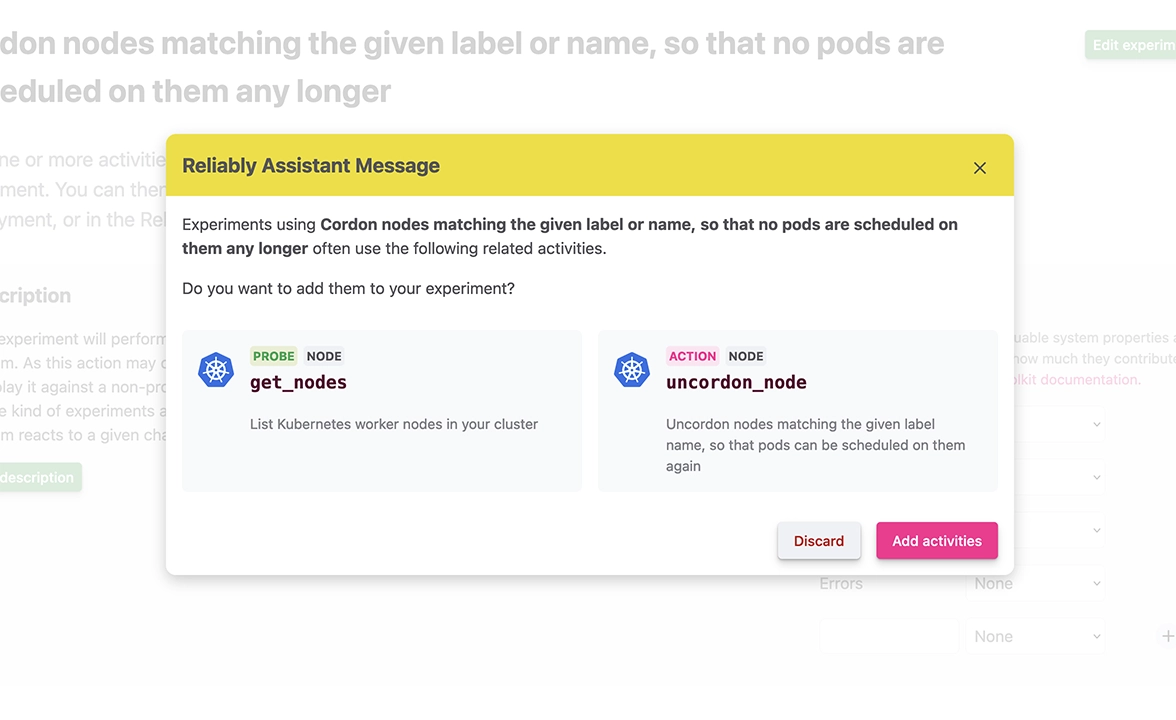 don nodes matching the given label or name, so that no pods are
Edit experim
eduled on them any longer
ne or more activitie
ment. You can ther
yment, or in the Rel
Reliably Assistant Message
Experiments using Cordon nodes matching the given label or name, so that no pods are scheduled on
them any longer often use the following related activities.
Do you want to add them to your experiment?
cription
experiment will perform
m. As this action may c
play it against a non-pro
e kind of experiments a
m reacts to a given cha
description
PROBE NODE
get_nodes
List Kubernetes worker nodes in your cluster
ACTION NODE
uncordon_node
Uncordon nodes matching the given label
name, so that pods can be scheduled on them
again
Discard
Add activities
uable system properties a
how much they contribute
olkit documentation.
Errors
None
None